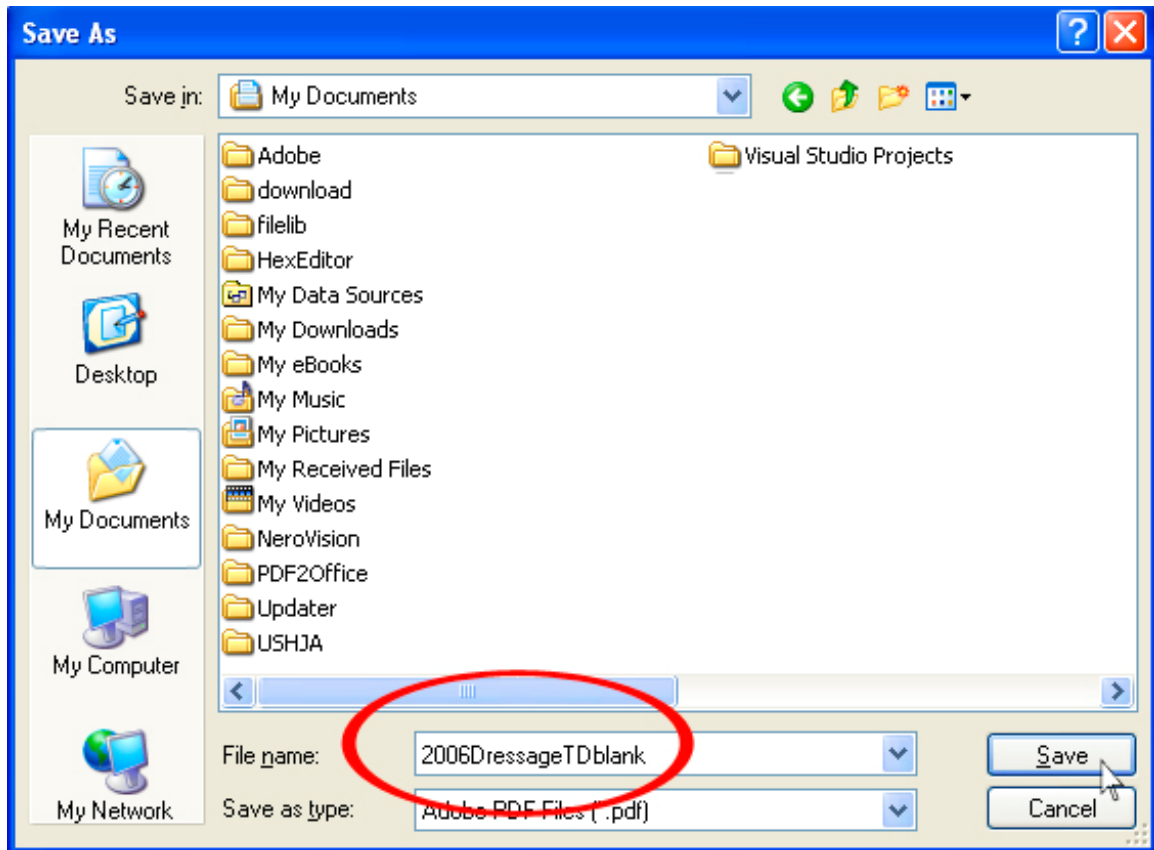 Save As
Save in:
My Documents
My Recent
Documents
Desktop
My Documents
My Computer
My Network
Adobe
download
filelib
HexEditor
My Data Sources
My Downloads
My eBooks
My Music
My Pictures
My Received Files
My Videos
NeroVision
PDF2Office
Updater
USHJA
Visual Studio Projects
File name:
2006DressageTDblank
Save
Save as type:
Adobe PDF Files (*.pdf)
Cancel